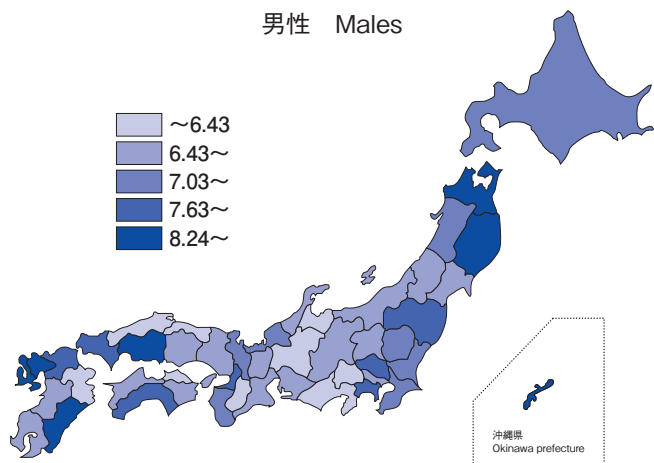 男性 Males
～6.43
6.43～
7.03～
7.63～
8.24～
沖縄県
Okinawa prefecture